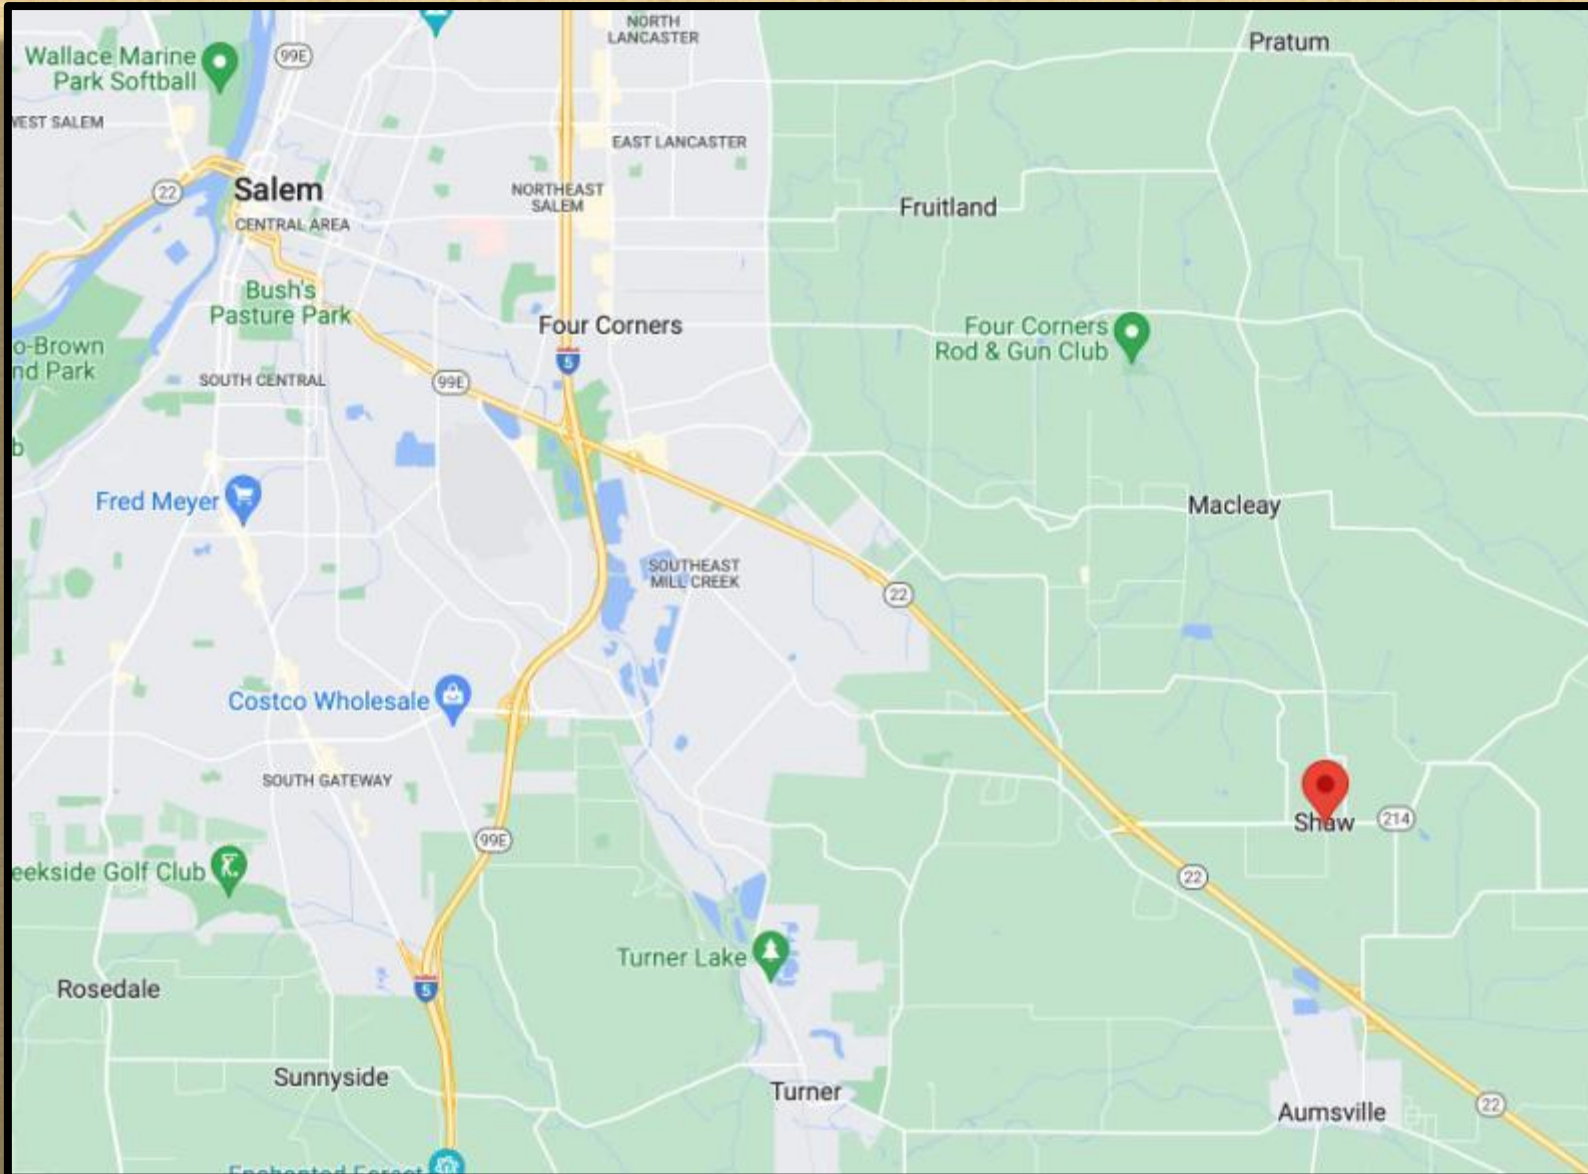 NORTH
LANCASTER
Pratum
Wallace Marine
Park Softball
99E
WEST SALEM
EAST LANCASTER
22
Salem
CENTRAL AREA
NORTHEAST
SALEM
Fruitland
Bush's
Pasture Park
Four Corners
Four Corners
Rod & Gun Club
o-Brown
nd Park
5
SOUTH CENTRAL
99E
b
Fred Meyer
Macleay
SOUTHEAST
MILL CREEK
22
Costco Wholesale
SOUTH GATEWAY
99E
Shaw
214
eekside Golf Club
22
Turner Lake
Rosedale
5
Sunnyside
Turner
Aumsville
22
Enchanted Forest